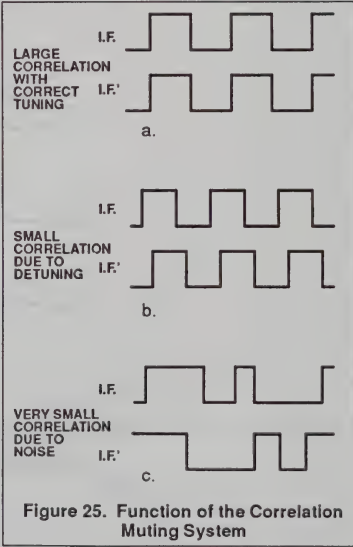 I.F.
LARGE
CORRELATION
WITH
CORRECT
TUNING
I.F.'
a.
I.F.
SMALL
CORRELATION
DUE TO
DETUNING
I.F.'
b.
I.F.
VERY SMALL
CORRELATION
DUE TO
NOISE
I.F.'
c.
Figure 25. Function of the Correlation
Muting System